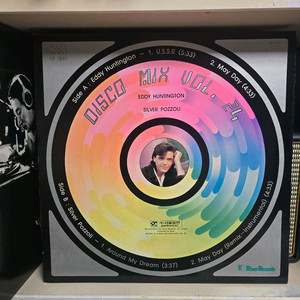 Side A : Eddy Huntington — 1. U.S.S.R (5:33) 2. May Day (4:33)
DISCO MIX VOL. 24
EDDY HUNTINGTON
SILVER POZZOLI
Side B : Silver Pozzoli — 1. Around My Dream (3:37) 2. May Day (Remix-Instrumental) (4:33)